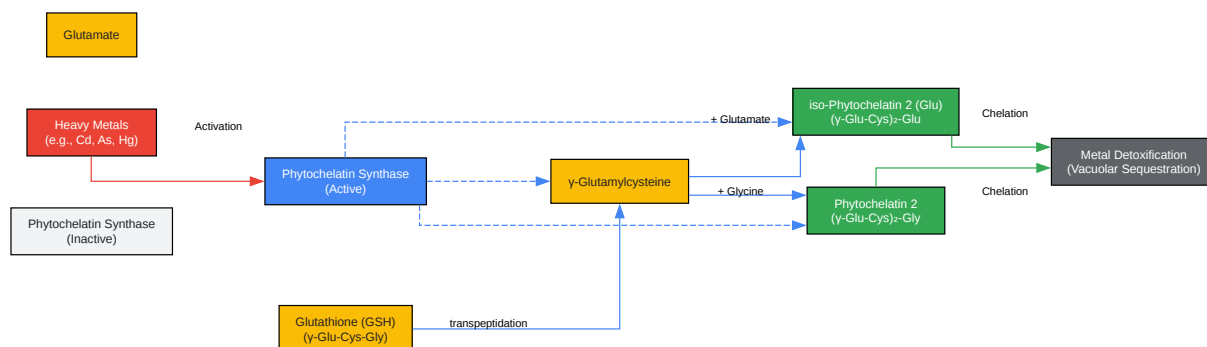 Glutamate
Heavy Metals
(e.g., Cd, As, Hg)
Activation
Phytochelatin Synthase
(Active)
Phytochelatin Synthase
(Inactive)
Glutathione (GSH)
(γ-Glu-Cys-Gly)
transpeptidation
γ-Glutamylcysteine
+ Glutamate
+ Glycine
iso-Phytochelatin 2 (Glu)
(γ-Glu-Cys)₂-Glu
Phytochelatin 2
(γ-Glu-Cys)₂-Gly
Chelation
Chelation
Metal Detoxification
(Vacuolar Sequestration)